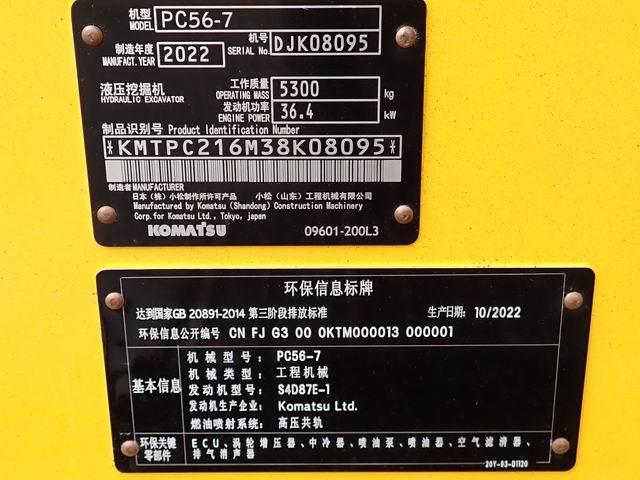 机型 MODEL PC56-7
机号 SERIAL No. DJK08095
制造年度 MANUFACT. YEAR 2022
液压挖掘机 HYDRAULIC EXCAVATOR
工作质量 OPERATING MASS 5300 kg
发动机功率 ENGINE POWER 36.4 kW
制品识别号 Product Identification Number
*KMTPC216M38K08095*
制造者 MANUFACTURER
日本（株）小松制作所许可产品 小松（山东）工程机械有限公司
Manufactured by Komatsu (Shandong) Construction Machinery
Corp. for Komatsu Ltd., Tokyo, japan
KOMATSU 09601-200L3
环保信息标牌
达到国家GB 20891-2014 第三阶段排放标准 生产日期: 10/2022
环保信息公开编号 CN FJ G3 00 0KTM000013 000001
基本信息
机械型号: PC56-7
机械类型: 工程机械
发动机型号: S4D87E-1
发动机生产企业: Komatsu Ltd.
燃油喷射系统: 高压共轨
环保关键零部件
ECU、涡轮增压器、中冷器、喷油泵、喷油器、空气滤清器、
排气消声器
20Y-93-D1120